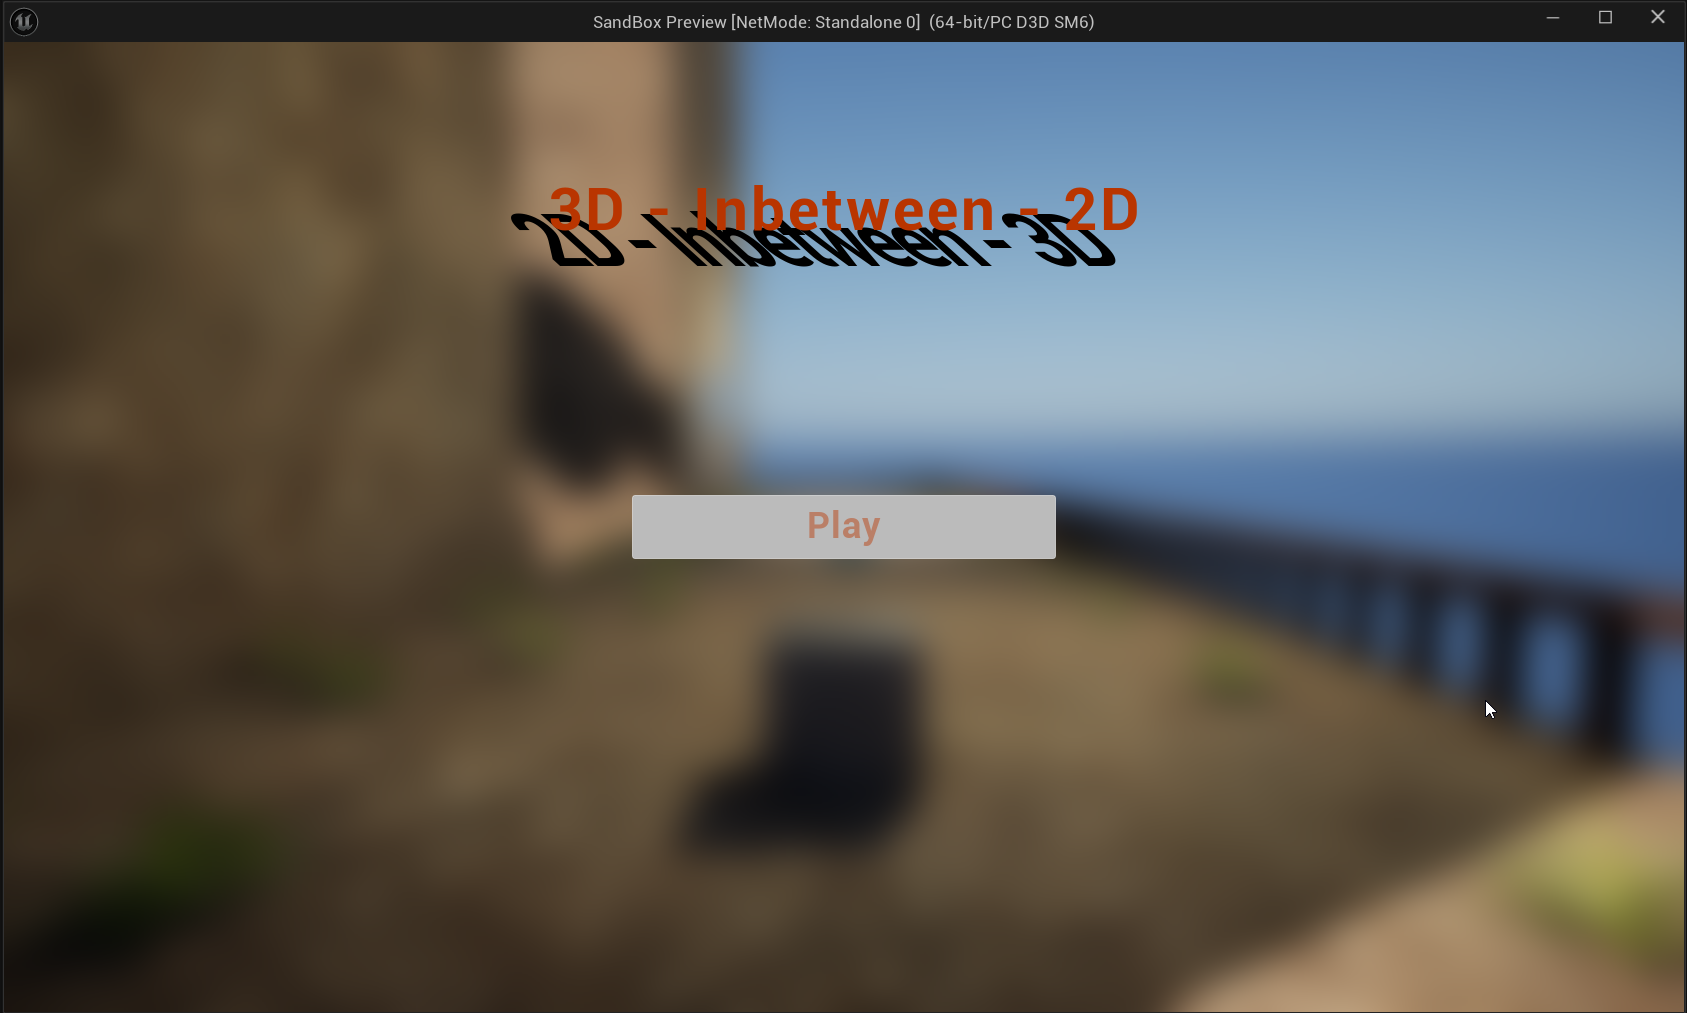 SandBox Preview [NetMode: Standalone 0] (64-bit/PC D3D SM6)
3D - Inbetween - 2D
2D - Inbetween - 3D
Play